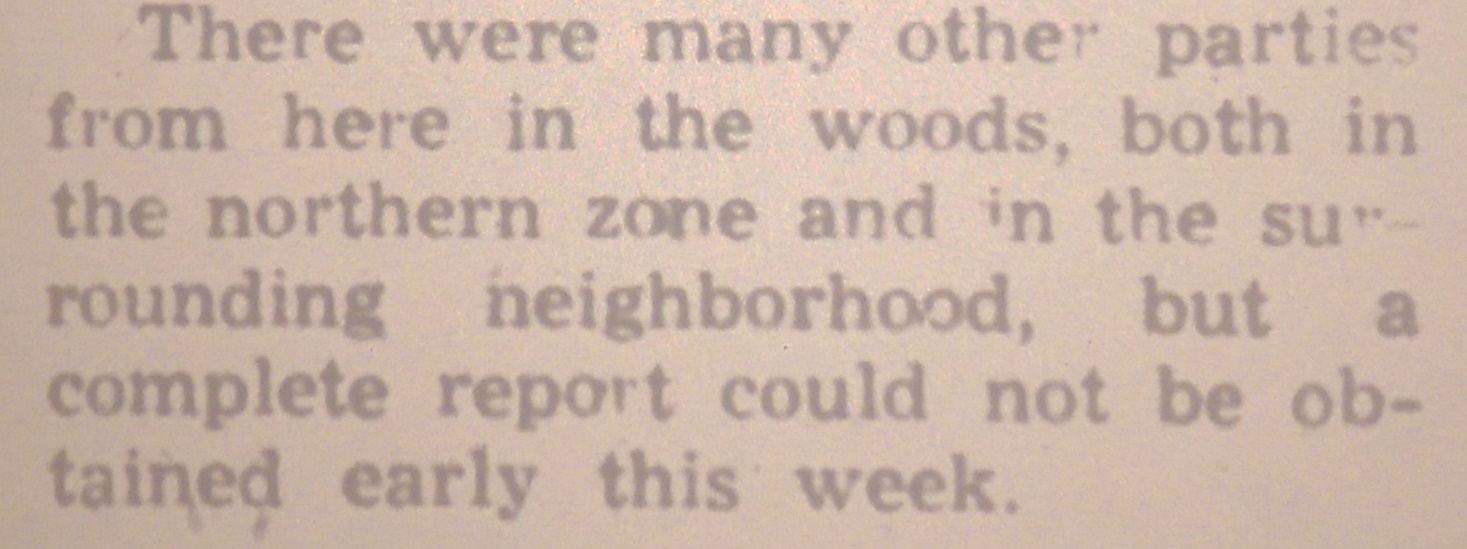 There were many other parties
from here in the woods, both in
the northern zone and in the sur-
rounding neighborhood, but a
complete report could not be ob-
tained early this week.